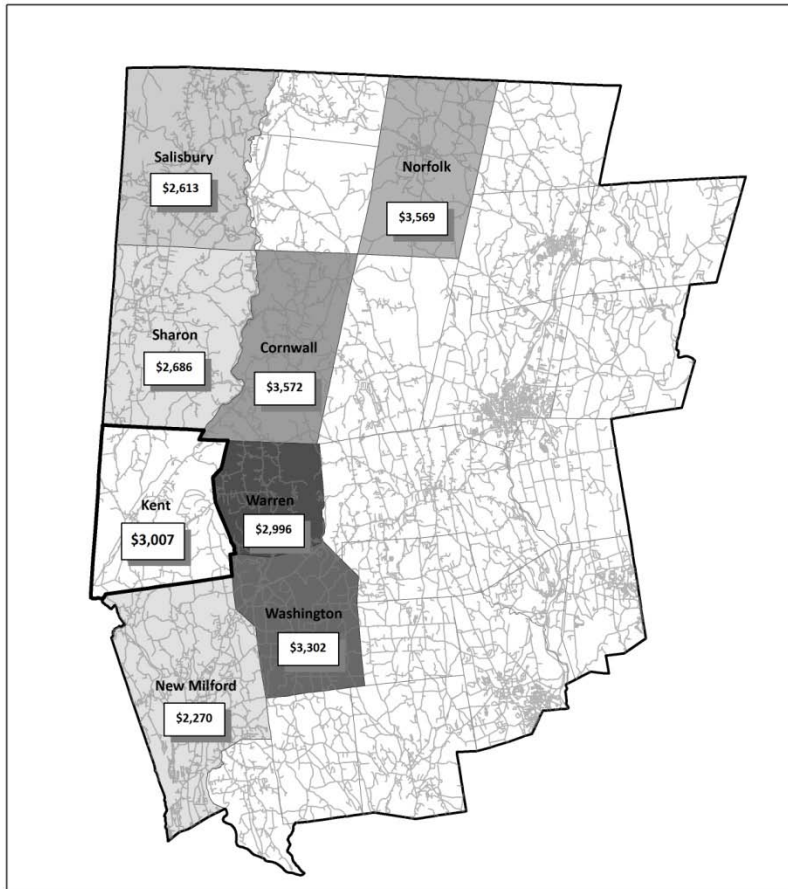 Salisbury
$2,613
Norfolk
$3,569
Sharon
$2,686
Cornwall
$3,572
Kent
$3,007
Warren
$2,996
Washington
$3,302
New Milford
$2,270